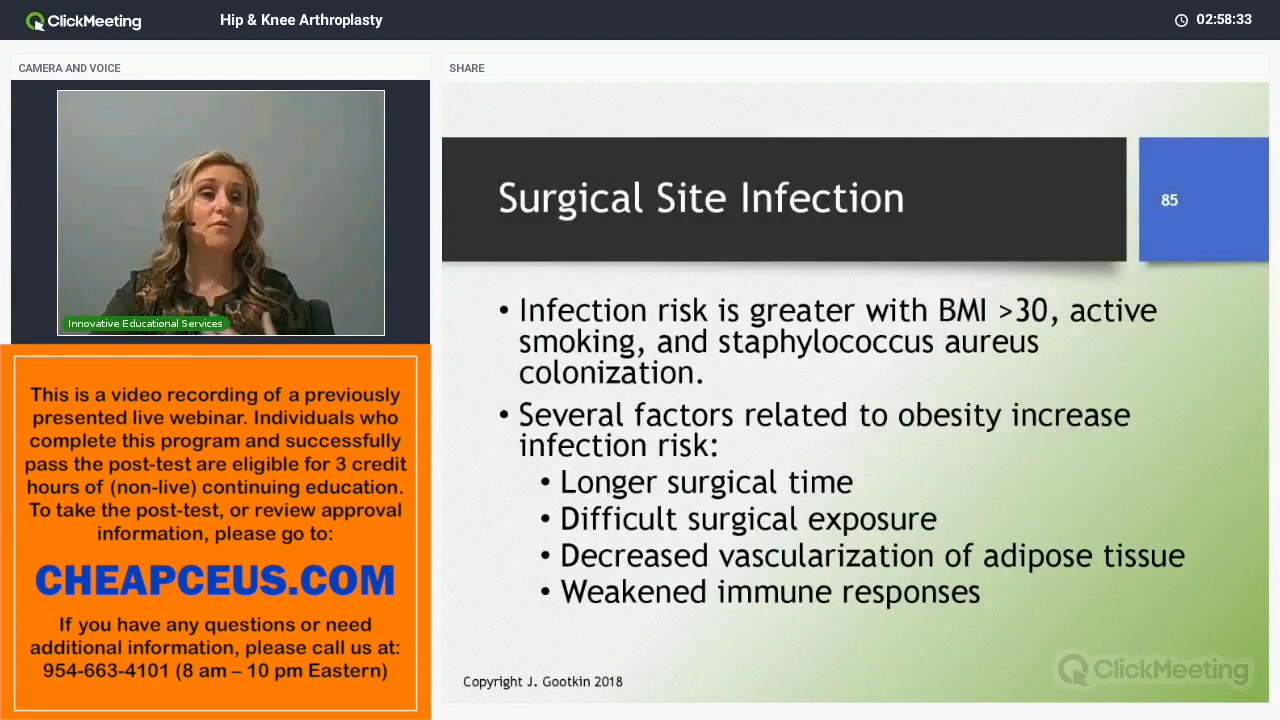 ClickMeeting
Hip & Knee Arthroplasty
02:58:33
CAMERA AND VOICE
Innovative Educational Services
This is a video recording of a previously
presented live webinar. Individuals who
complete this program and successfully
pass the post-test are eligible for 3 credit
hours of (non-live) continuing education.
To take the post-test, or review approval
information, please go to:
CHEAPCEUS.COM
If you have any questions or need
additional information, please call us at:
954-663-4101 (8 am – 10 pm Eastern)
SHARE
Surgical Site Infection
85
• Infection risk is greater with BMI >30, active
smoking, and staphylococcus aureus
colonization.
• Several factors related to obesity increase
infection risk:
• Longer surgical time
• Difficult surgical exposure
• Decreased vascularization of adipose tissue
• Weakened immune responses
Copyright J. Gootkin 2018
ClickMeeting